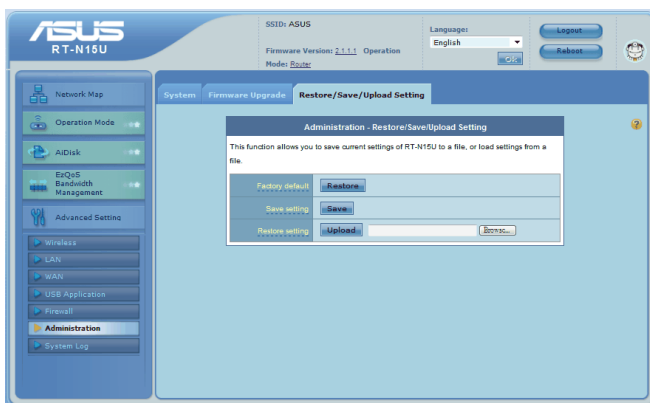 ASUS
RT-N15U
SSID: ASUS
Firmware Version: 2.1.1.1 Operation
Mode: Router
Language:
English
OK
Logout
Reboot
Network Map
Operation Mode
AiDisk
EzQoS
Bandwidth
Management
Advanced Setting
Wireless
LAN
WAN
USB Application
Firewall
Administration
System Log
System
Firmware Upgrade
Restore/Save/Upload Setting
Administration - Restore/Save/Upload Setting
This function allows you to save current settings of RT-N15U to a file, or load settings from a
file.
Factory default
Restore
Save setting
Save
Restore setting
Upload
Browse...
?